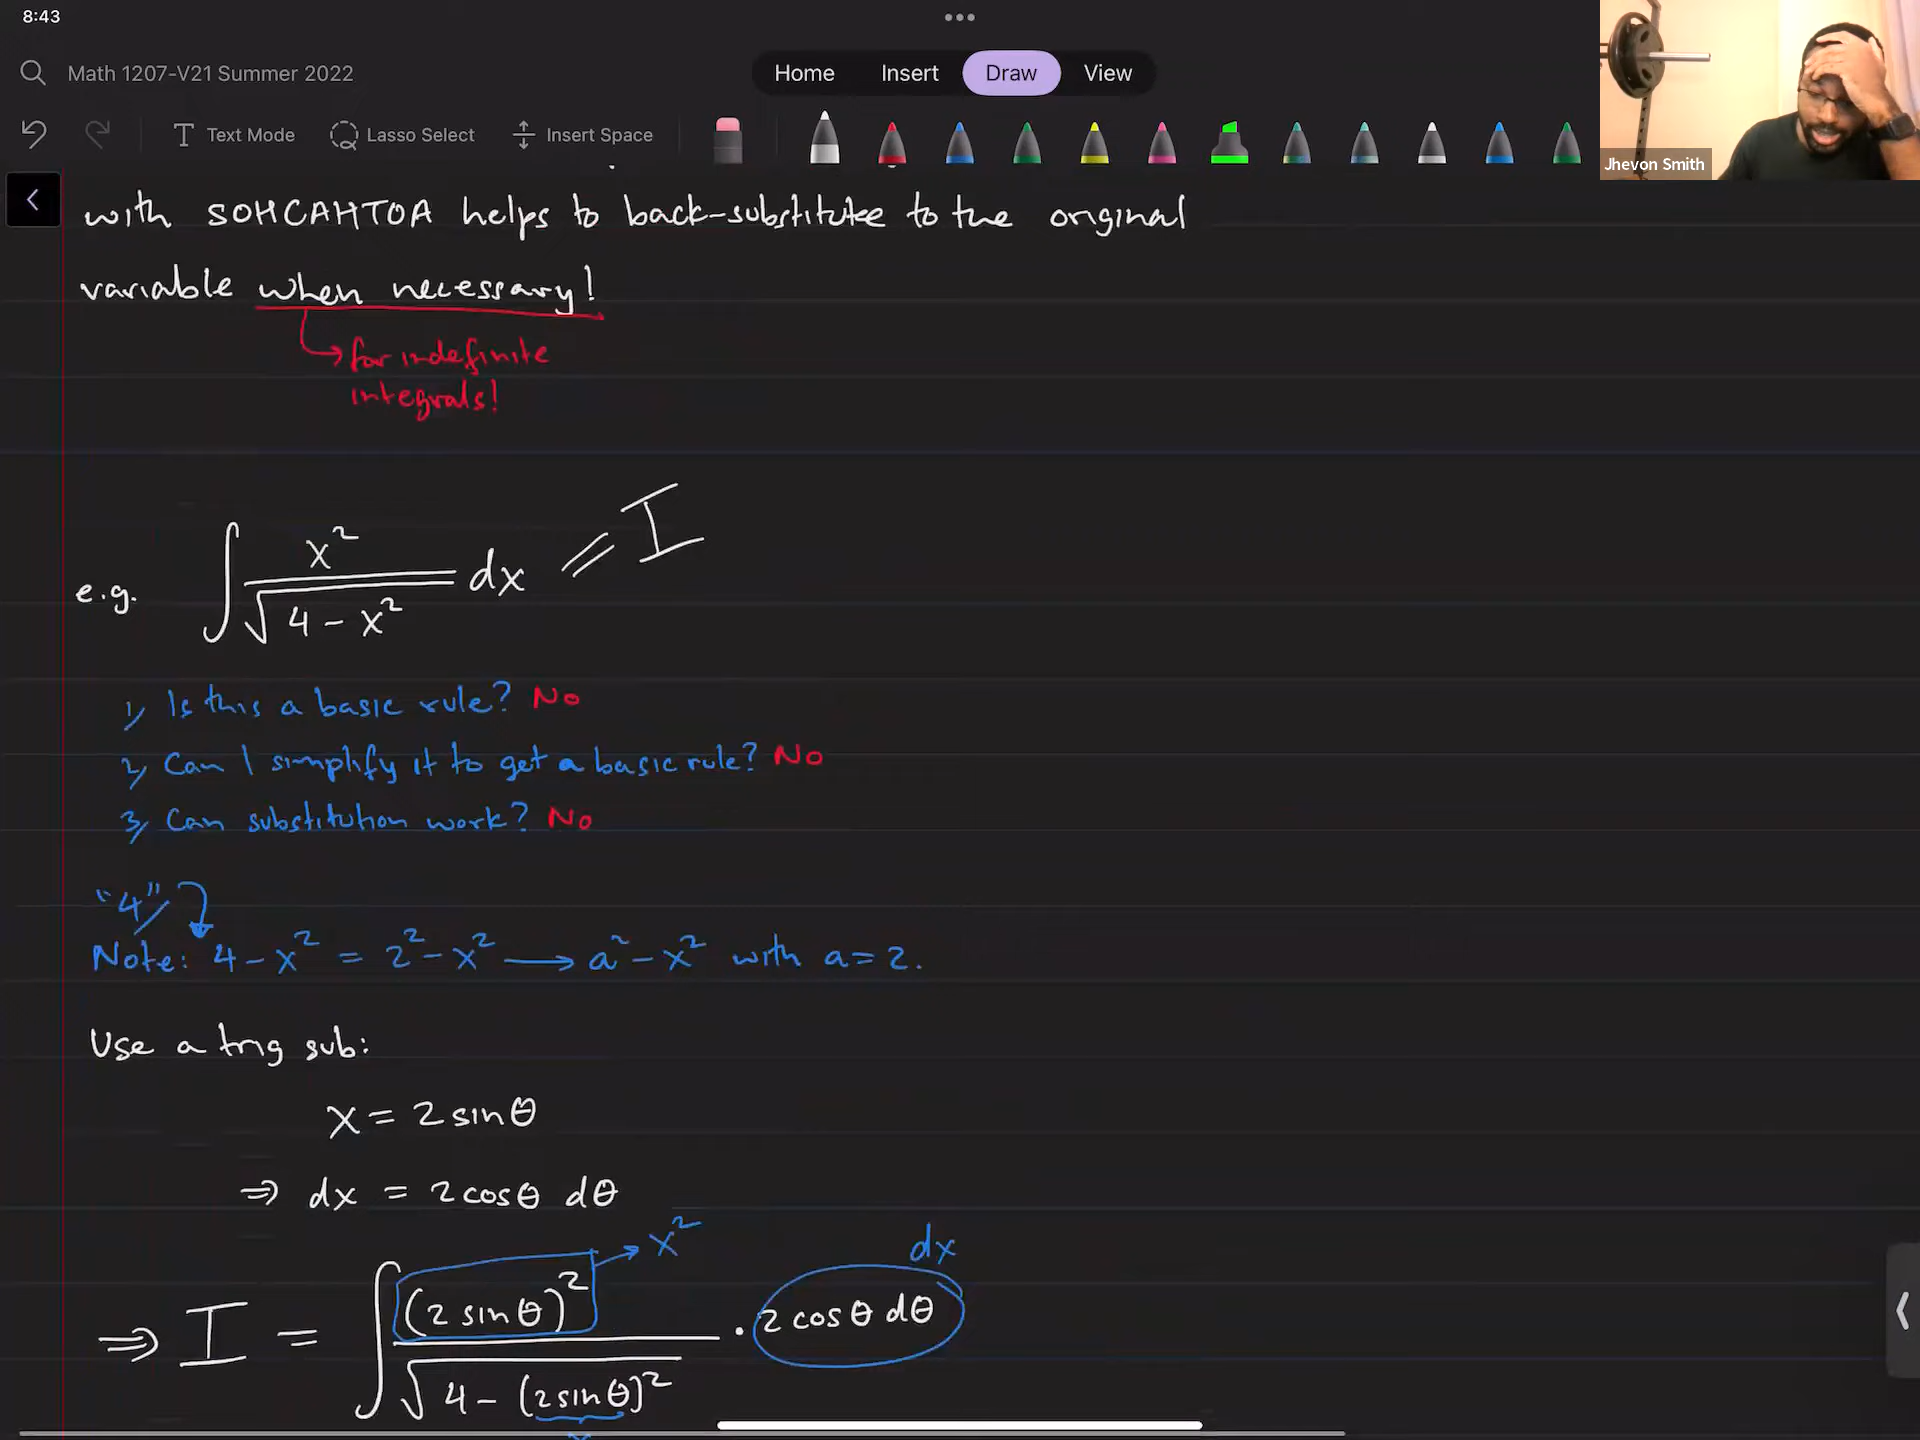 8:43
Math 1207-V21 Summer 2022
Home Insert Draw View
Text Mode Lasso Select Insert Space
Jhevon Smith
with SOHCAHTOA helps to back-substitute to the original
variable when necessary!
→ for indefinite
integrals!
e.g. ∫ x² / √(4 - x²) dx = I
1) Is this a basic rule? No
2) Can I simplify it to get a basic rule? No
3) Can substitution work? No
"4"
Note: 4 - x² = 2² - x² → a² - x² with a = 2.
Use a trig sub:
x = 2 sin θ
⇒ dx = 2 cos θ dθ
x² dx
⇒ I = ∫ (2 sin θ)² / √(4 - (2 sin θ)²) · 2 cos θ dθ